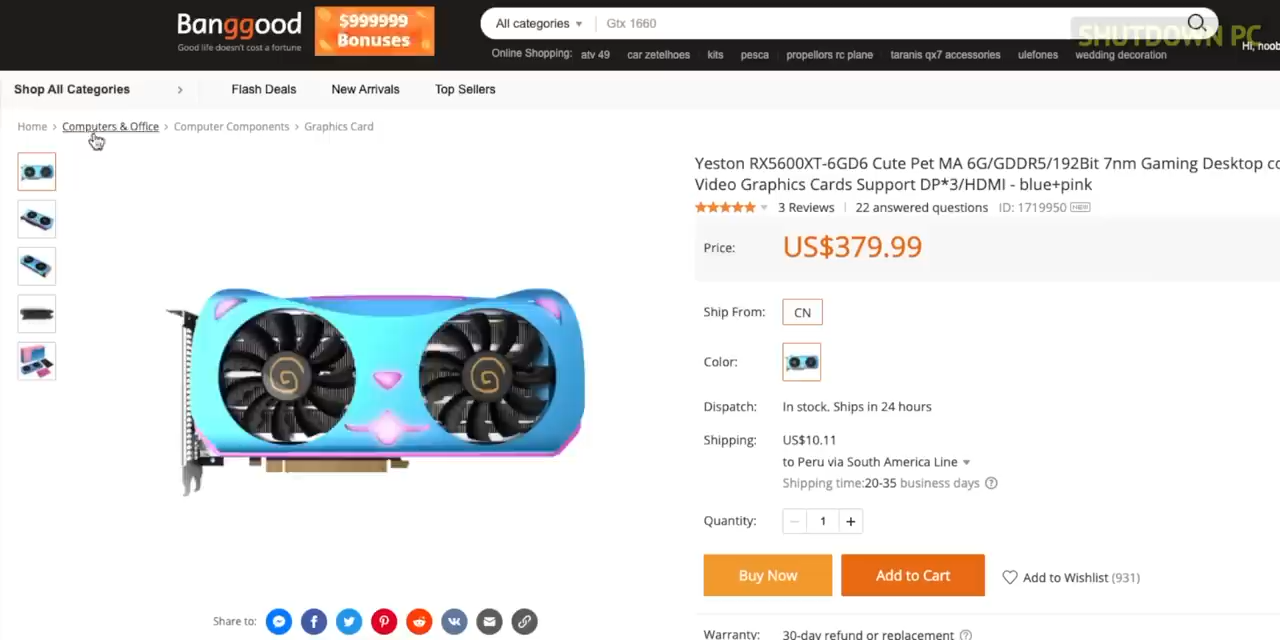 Banggood
Good life doesn't cost a fortune
$999999
Bonuses
All categories
Gtx 1660
SHUTDOWN PC
Hi, noob
Online Shopping: atv 49 car zetelhoes kits pesca propellors rc plane taranis qx7 accessories ulefones wedding decoration
Shop All Categories > Flash Deals New Arrivals Top Sellers
Home > Computers & Office > Computer Components > Graphics Card
Yeston RX5600XT-6GD6 Cute Pet MA 6G/GDDR5/192Bit 7nm Gaming Desktop co
Video Graphics Cards Support DP*3/HDMI - blue+pink
3 Reviews | 22 answered questions ID: 1719950 NEW
Price: US$379.99
Ship From: CN
Color:
Dispatch: In stock. Ships in 24 hours
Shipping: US$10.11
to Peru via South America Line
Shipping time:20-35 business days ?
Quantity: − 1 +
Buy Now Add to Cart Add to Wishlist (931)
Share to:
Warranty: 30-day refund or replacement ?